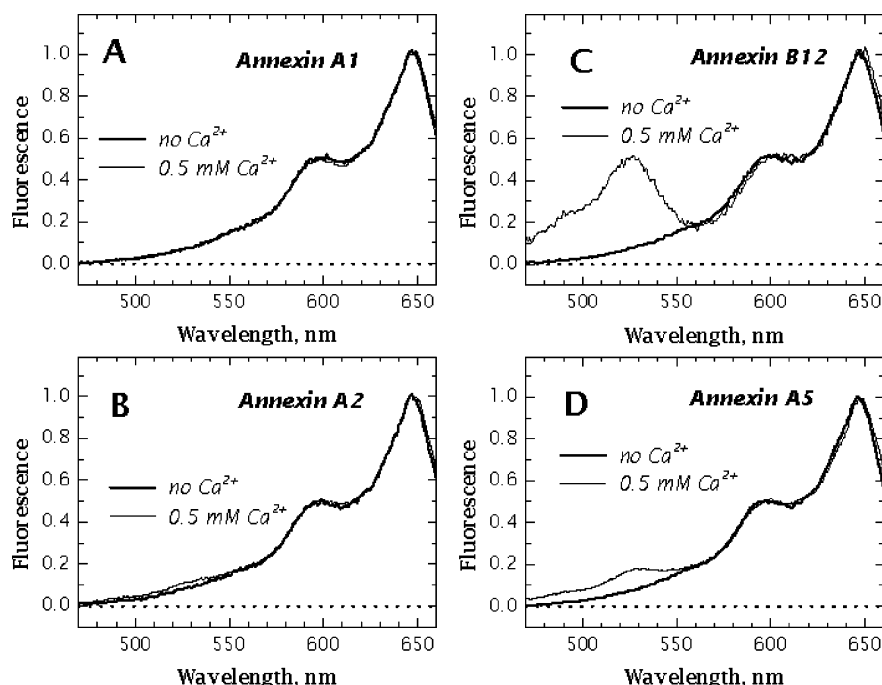 A
Annexin A1
no Ca²⁺
0.5 mM Ca²⁺
Fluorescence
1.0
0.8
0.6
0.4
0.2
0.0
500 550 600 650
Wavelength, nm
C
Annexin B12
no Ca²⁺
0.5 mM Ca²⁺
Fluorescence
1.0
0.8
0.6
0.4
0.2
0.0
500 550 600 650
Wavelength, nm
B
Annexin A2
no Ca²⁺
0.5 mM Ca²⁺
Fluorescence
1.0
0.8
0.6
0.4
0.2
0.0
500 550 600 650
Wavelength, nm
D
Annexin A5
no Ca²⁺
0.5 mM Ca²⁺
Fluorescence
1.0
0.8
0.6
0.4
0.2
0.0
500 550 600 650
Wavelength, nm